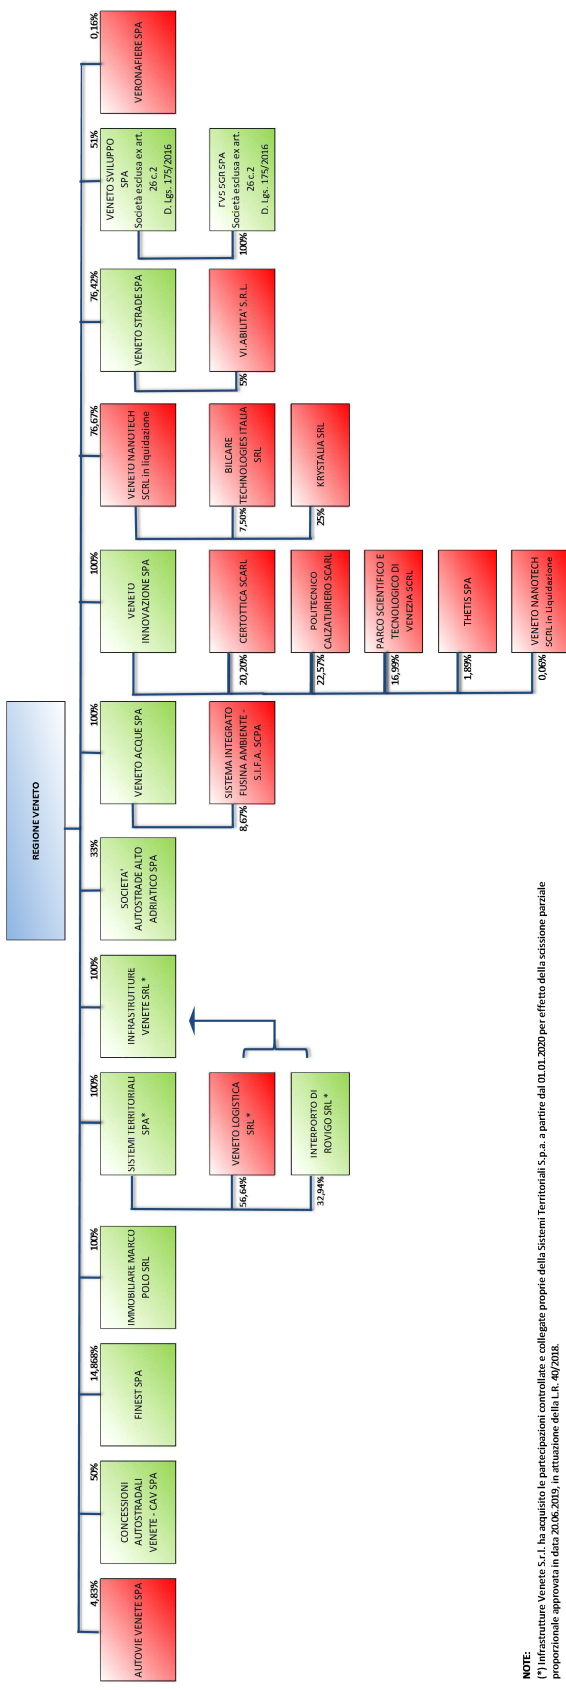 REGIONE VENETO
4,83%
AUTOVIE VENETE SPA
50%
CONCESSIONI
AUTOSTRADALI
VENETE - CAV SPA
14,868%
FINEST SPA
100%
IMMOBILIARE MARCO
POLO SRL
100%
SISTEMI TERRITORIALI
SPA*
56,64%
VENETO LOGISTICA
SRL *
32,94%
INTERPORTO DI
ROVIGO SRL *
100%
INFRASTRUTTURE
VENETE SRL *
33%
SOCIETA'
AUTOSTRADE ALTO
ADRIATICO SPA
100%
VENETO ACQUE SPA
8,67%
SISTEMA INTEGRATO
FUSINA AMBIENTE -
S.I.F.A. SCPA
100%
VENETO
INNOVAZIONE SPA
20,20%
CERTOTTICA SCARL
22,57%
POLITECNICO
CALZATURIERO SCARL
16,99%
PARCO SCIENTIFICO E
TECNOLOGICO DI
VENEZIA SCRL
1,89%
THETIS SPA
0,06%
VENETO NANOTECH
SCRL in Liquidazione
76,67%
VENETO NANOTECH
SCRL in liquidazione
7,50%
BILCARE
TECHNOLOGIES ITALIA
SRL
25%
KRYSTALIA SRL
76,42%
VENETO STRADE SPA
5%
VI.ABILITA' S.R.L.
51%
VENETO SVILUPPO
SPA
Società esclusa ex art.
26 c.2
D. Lgs. 175/2016
100%
FVS SGR SPA
Società esclusa ex art.
26 c.2
D. Lgs. 175/2016
0,16%
VERONAFIERE SPA
NOTE:
(*) Infrastrutture Venete S.r.l. ha acquisito le partecipazioni controllate e collegate proprie della Sistemi Territoriali S.p.a. a partire dal 01.01.2020 per effetto della scissione parziale
proporzionale approvata in data 20.06.2019, in attuazione della L.R. 40/2018.